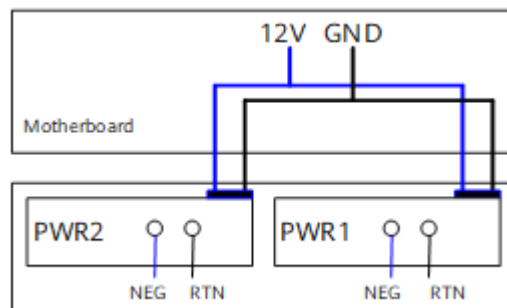 12V GND
Motherboard
PWR2
PWR1
NEG RTN
NEG RTN